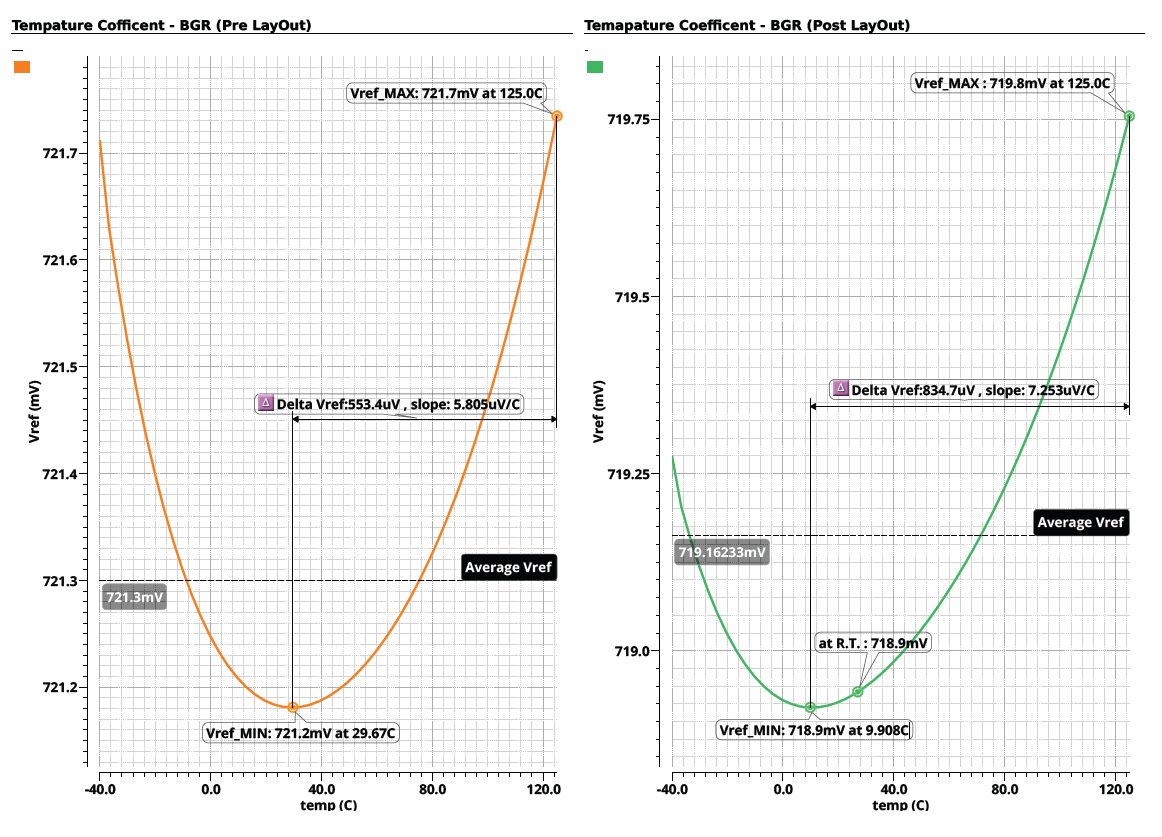 Tempature Cofficent - BGR (Pre LayOut)
Vref_MAX: 721.7mV at 125.0C
721.7
721.6
721.5
721.4
721.3
721.2
Vref (mV)
Δ Delta Vref:553.4uV , slope: 5.805uV/C
Average Vref
721.3mV
Vref_MIN: 721.2mV at 29.67C
-40.0 0.0 40.0 80.0 120.0
temp (C)
Temapature Coefficent - BGR (Post LayOut)
Vref_MAX : 719.8mV at 125.0C
719.75
719.5
719.25
719.0
Vref (mV)
Δ Delta Vref:834.7uV , slope: 7.253uV/C
Average Vref
719.16233mV
at R.T. : 718.9mV
Vref_MIN: 718.9mV at 9.908C
-40.0 0.0 40.0 80.0 120.0
temp (C)